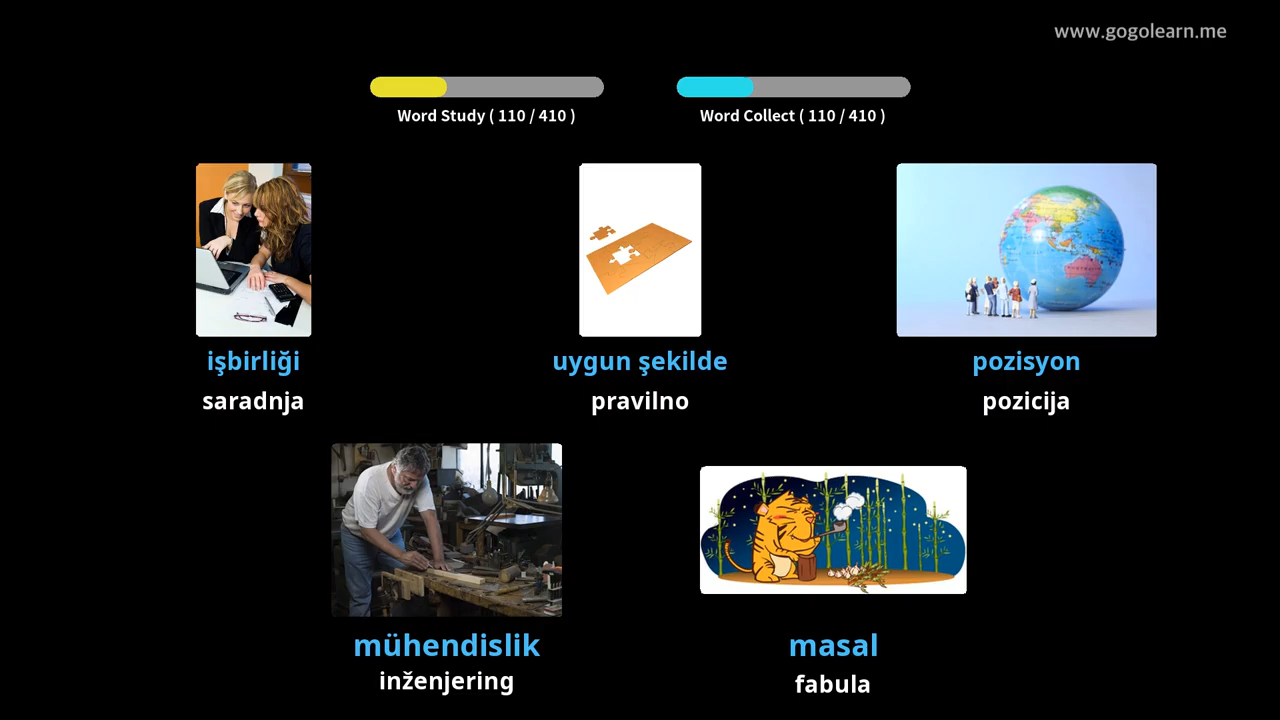 www.gogolearn.me
Word Study ( 110 / 410 )
Word Collect ( 110 / 410 )
işbirliği
saradnja
uygun şekilde
pravilno
pozisyon
pozicija
mühendislik
inženjering
masal
fabula